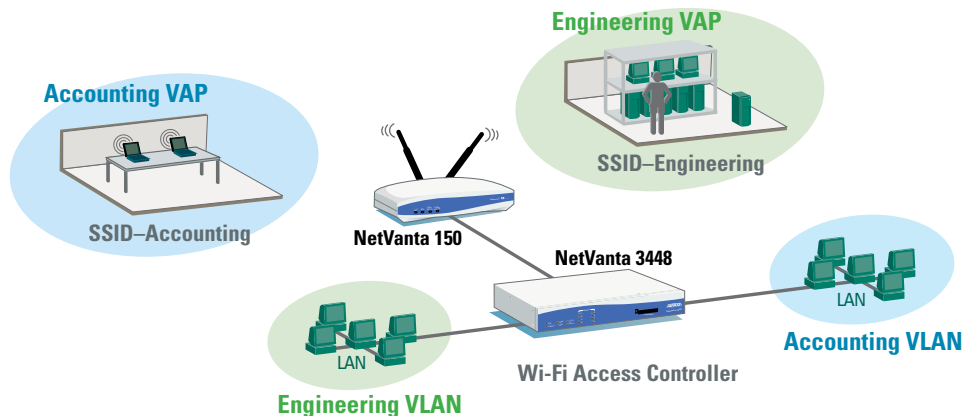 Engineering VAP
Accounting VAP
SSID–Engineering
SSID–Accounting
NetVanta 150
NetVanta 3448
LAN
Accounting VLAN
LAN
Wi-Fi Access Controller
Engineering VLAN